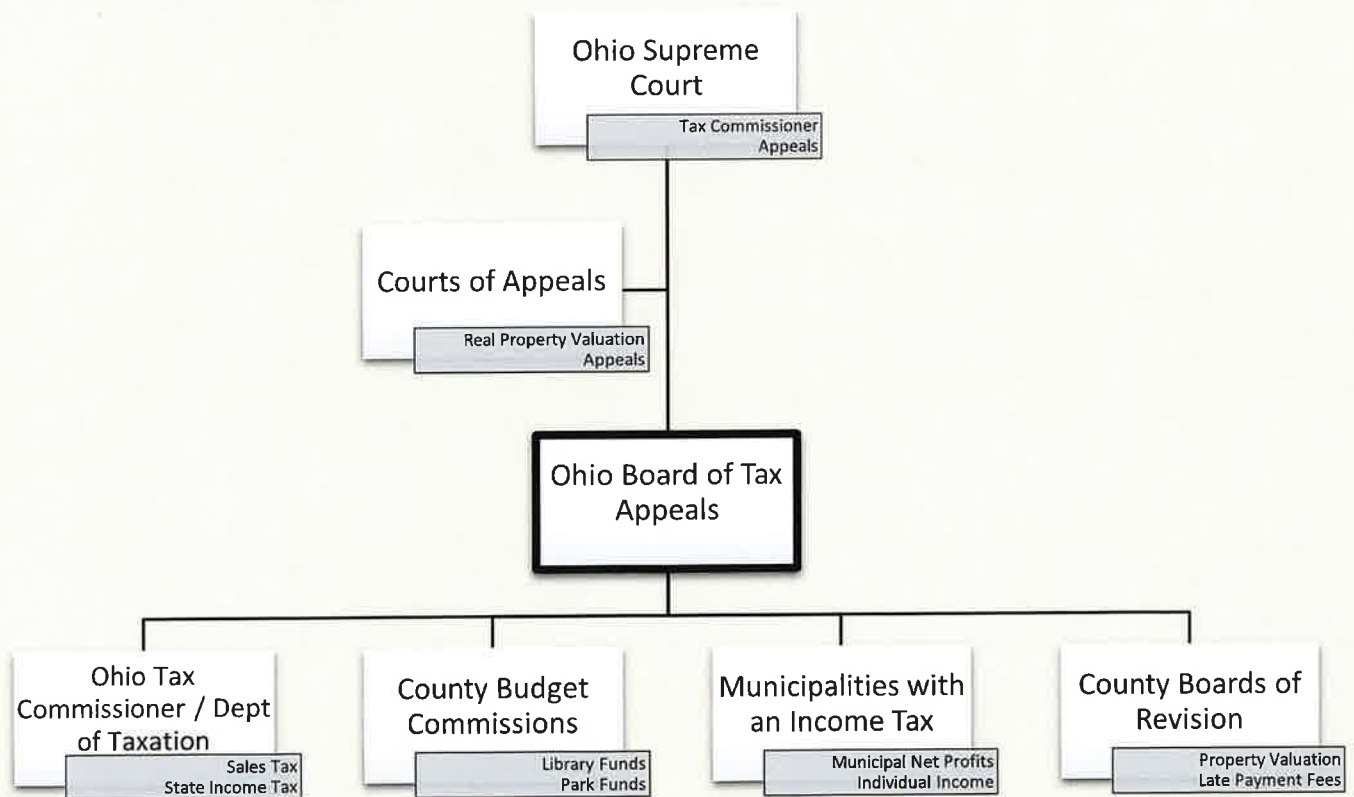 Ohio Supreme
Court
Tax Commissioner
Appeals
Courts of Appeals
Real Property Valuation
Appeals
Ohio Board of Tax
Appeals
Ohio Tax
Commissioner / Dept
of Taxation
Sales Tax
State Income Tax
County Budget
Commissions
Library Funds
Park Funds
Municipalities with
an Income Tax
Municipal Net Profits
Individual Income
County Boards of
Revision
Property Valuation
Late Payment Fees